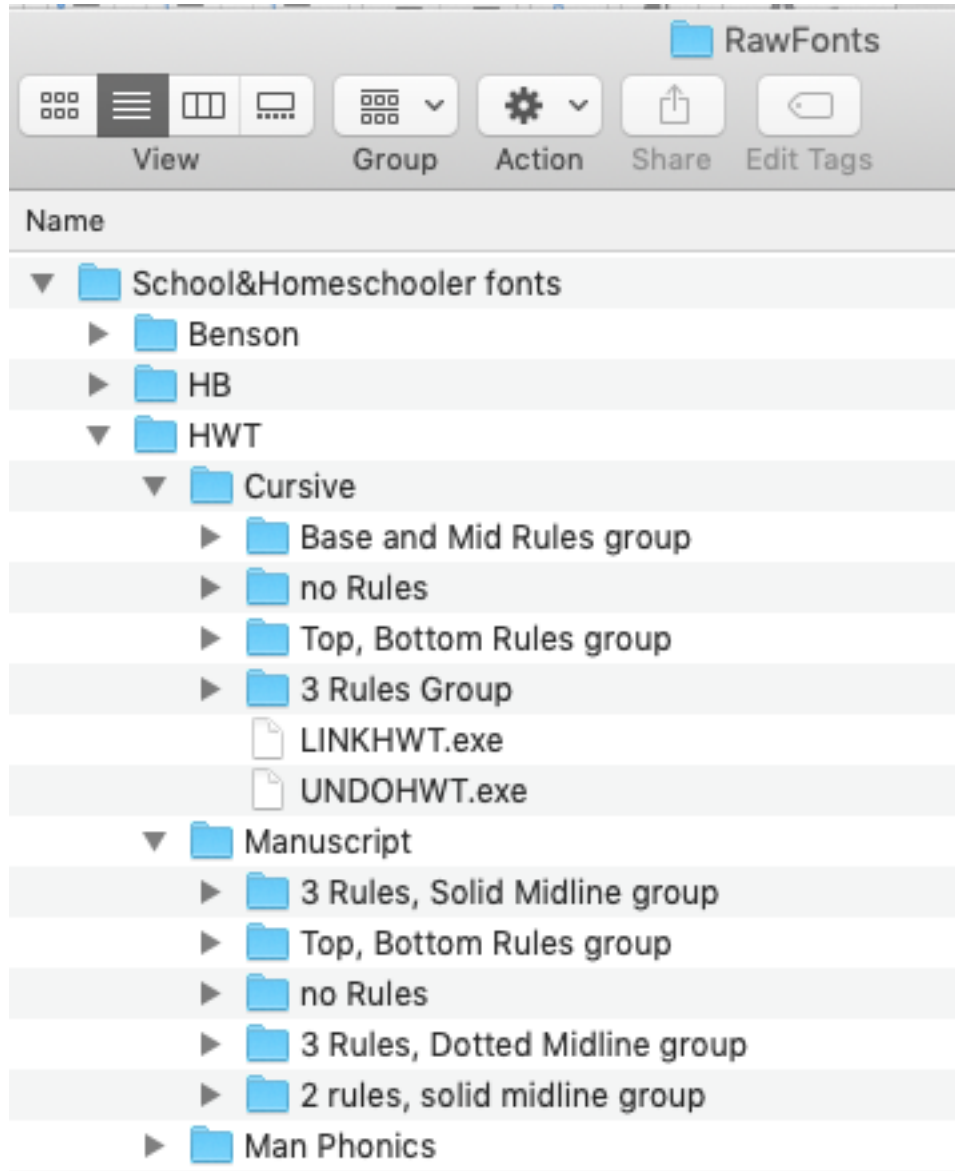 RawFonts
View Group Action Share Edit Tags
Name
School&Homeschooler fonts
Benson
HB
HWT
Cursive
Base and Mid Rules group
no Rules
Top, Bottom Rules group
3 Rules Group
LINKHWT.exe
UNDOHWT.exe
Manuscript
3 Rules, Solid Midline group
Top, Bottom Rules group
no Rules
3 Rules, Dotted Midline group
2 rules, solid midline group
Man Phonics